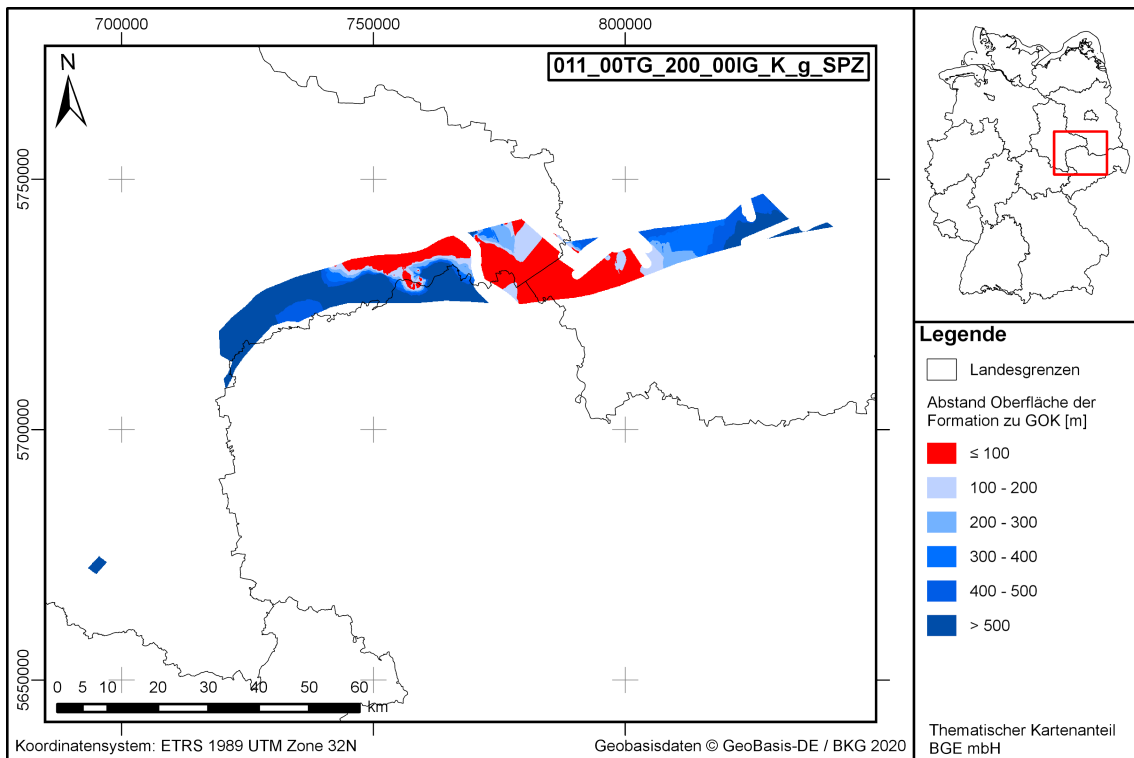 700000
750000
800000
011_00TG_200_00IG_K_g_SPZ
N
5750000
5700000
5650000
0 5 10 20 30 40 50 60
km
Koordinatensystem: ETRS 1989 UTM Zone 32N
Geobasisdaten © GeoBasis-DE / BKG 2020
Legende
Landesgrenzen
Abstand Oberfläche der
Formation zu GOK [m]
≤ 100
100 - 200
200 - 300
300 - 400
400 - 500
> 500
Thematischer Kartenanteil
BGE mbH